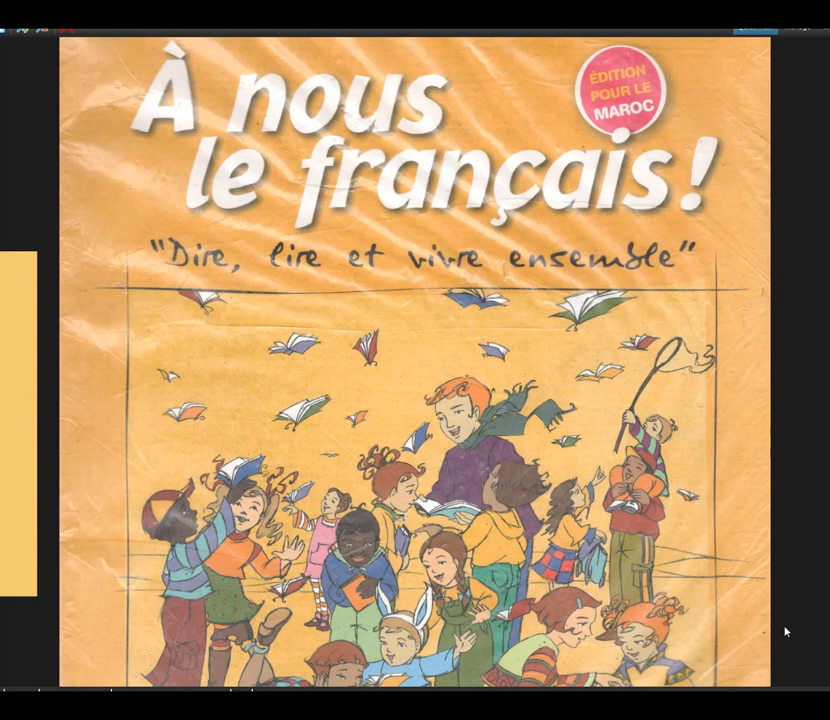 À nous
le français !
ÉDITION
POUR LE
MAROC
"Dire, lire et vivre ensemble"